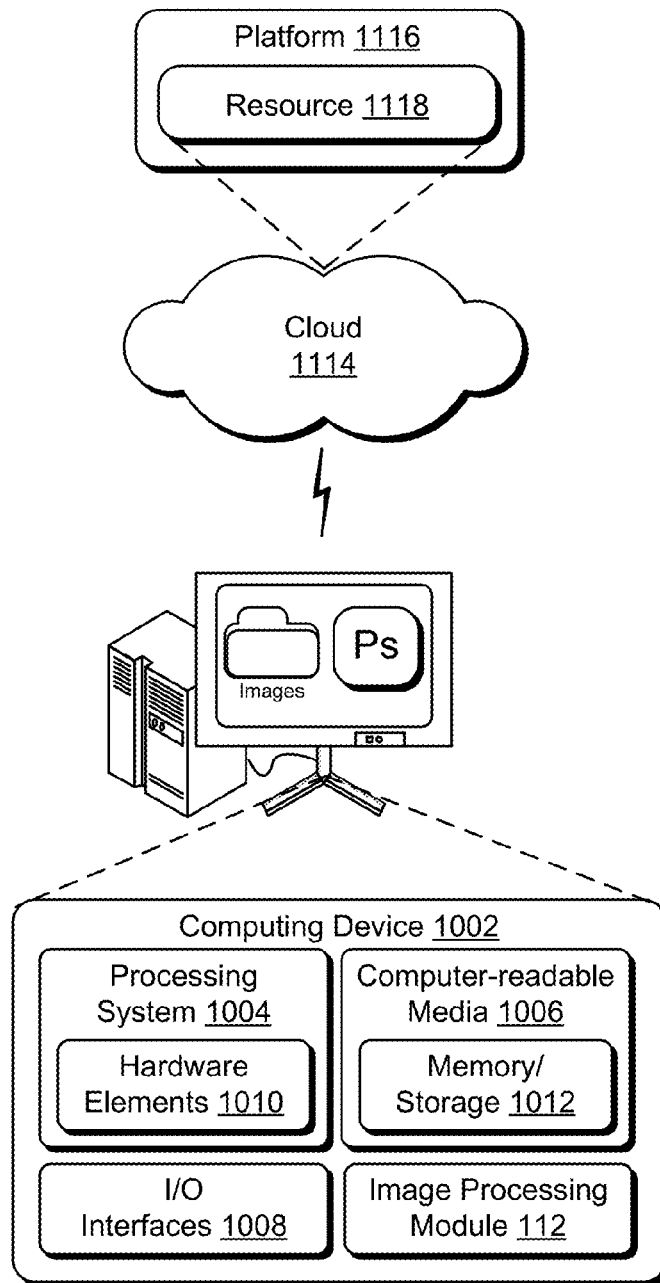 Platform 1116
Resource 1118
Cloud
1114
Images
Ps
Computing Device 1002
Processing
System 1004
Hardware
Elements 1010
Computer-readable
Media 1006
Memory/
Storage 1012
I/O
Interfaces 1008
Image Processing
Module 112